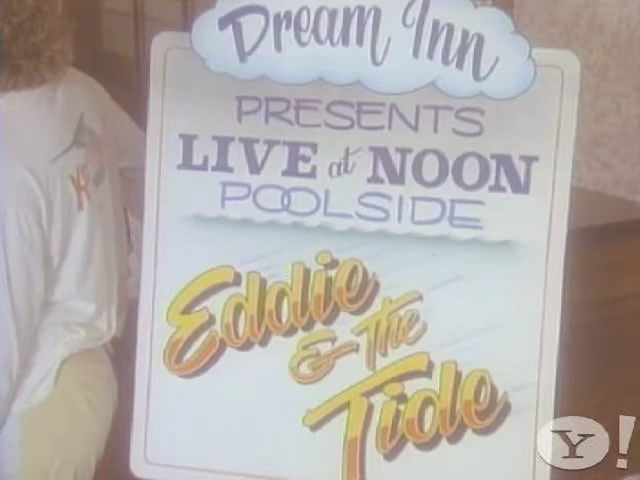 Dream Inn
PRESENTS
LIVE at NOON
POOLSIDE
Eddie
& The
Tide
Y!